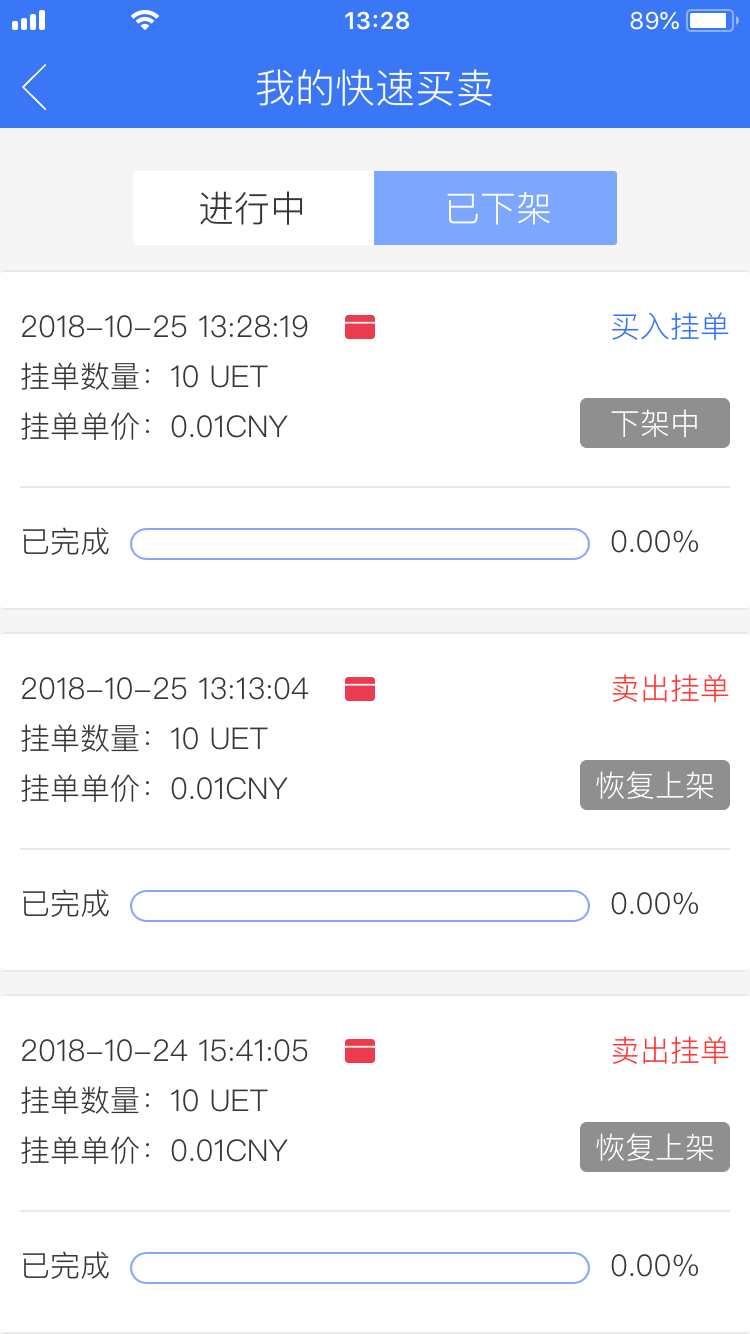 13:28 89%
我的快速买卖
进行中 已下架
2018-10-25 13:28:19 买入挂单
挂单数量: 10 UET
挂单单价: 0.01CNY 下架中
已完成 0.00%
2018-10-25 13:13:04 卖出挂单
挂单数量: 10 UET
挂单单价: 0.01CNY 恢复上架
已完成 0.00%
2018-10-24 15:41:05 卖出挂单
挂单数量: 10 UET
挂单单价: 0.01CNY 恢复上架
已完成 0.00%